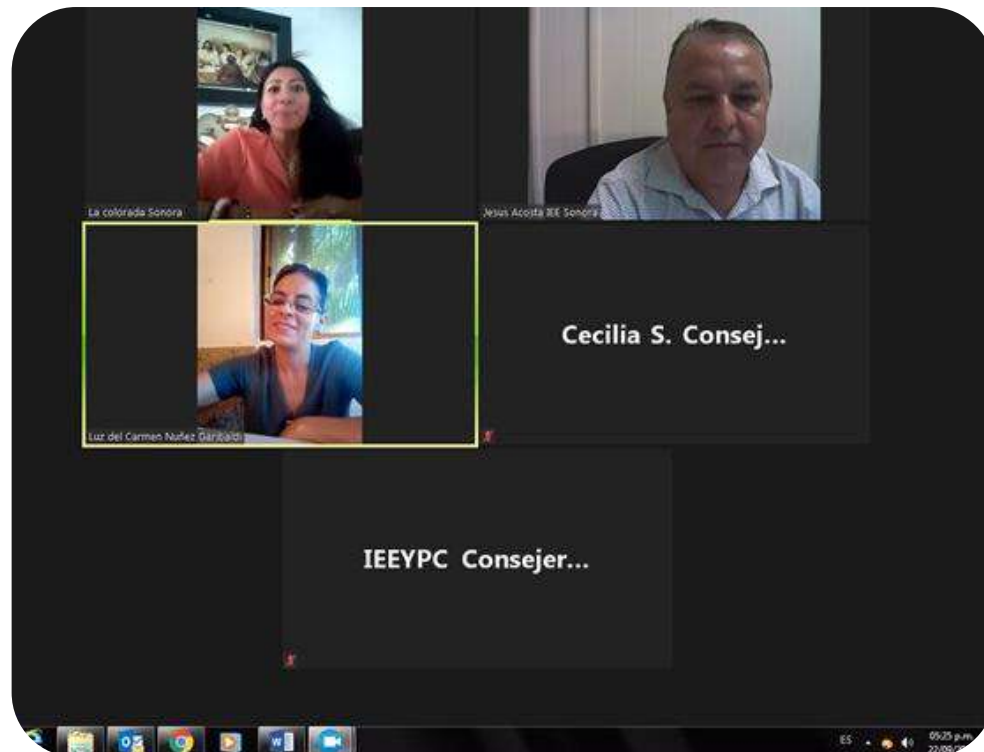 La colorada Sonora
Jesus Acosta IEE Sonora
Luz del Carmen Nuñez Garibaldi
Cecilia S. Consej...
IEEYPC Consejer...
ES
05:25 p.m.